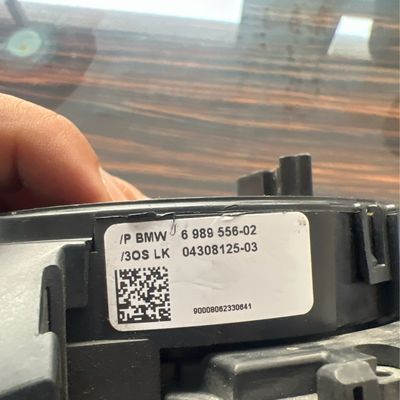 /P BMW 6 989 556-02
/3OS LK 04308125-03
90008062330641